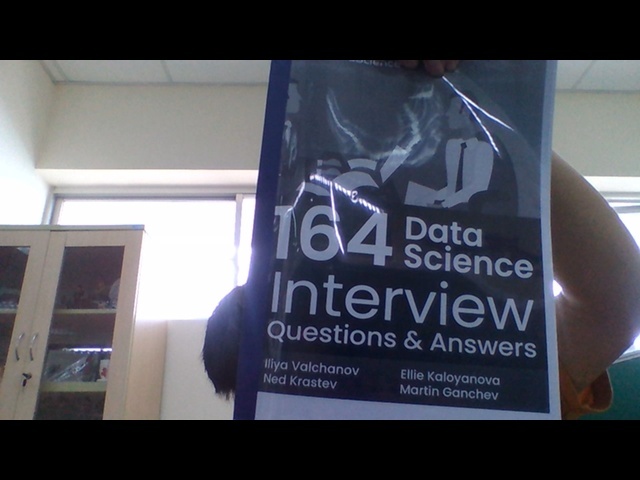 164 Data
Science
Interview
Questions & Answers
Iliya Valchanov
Ned Krastev
Ellie Kaloyanova
Martin Ganchev